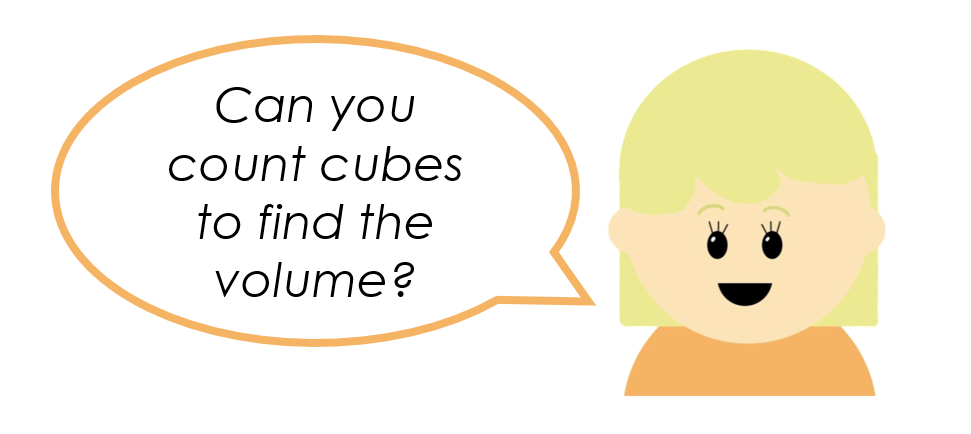 Can you
count cubes
to find the
volume?